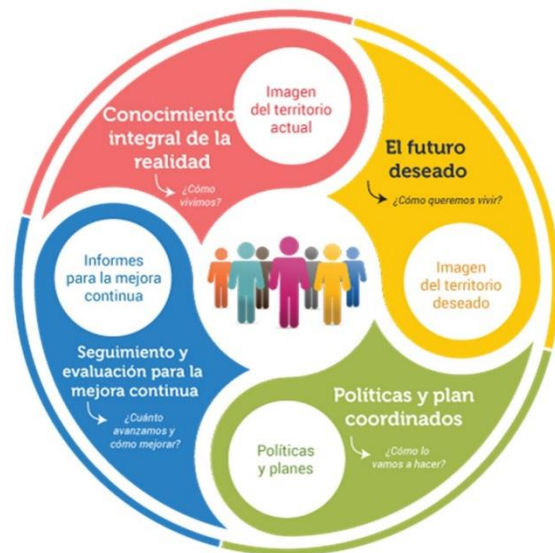 Conocimiento
integral de la
realidad
¿Cómo
vivimos?
Imagen
del territorio
actual
El futuro
deseado
¿Cómo queremos vivir?
Imagen
del territorio
deseado
Políticas y plan
coordinados
¿Cómo lo
vamos a hacer?
Políticas
y planes
Seguimiento y
evaluación para la
mejora continua
¿Cuánto
avanzamos y
cómo mejorar?
Informes
para la mejora
continua